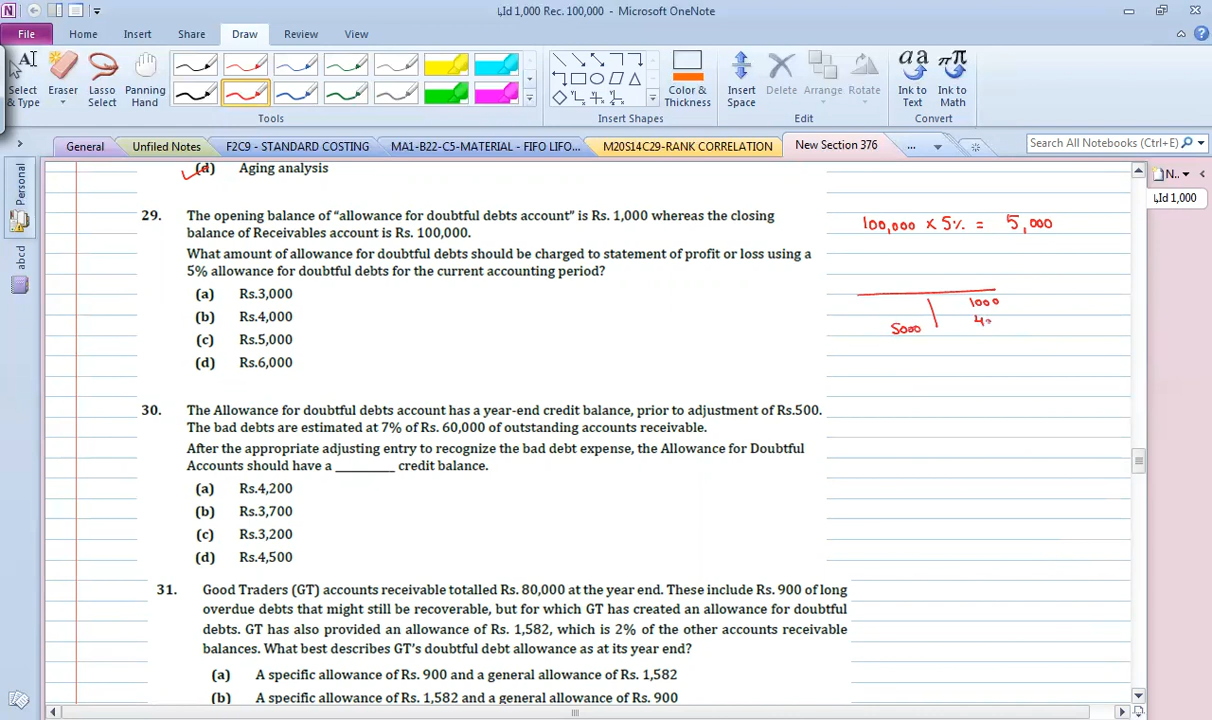 Id 1,000 Rec. 100,000 - Microsoft OneNote
File Home Insert Share Draw Review View
Select & Type
Eraser
Lasso Select
Panning Hand
Color & Thickness
Insert Space
Delete
Arrange
Rotate
Ink to Text
Ink to Math
Tools Insert Shapes Edit Convert
General Unfiled Notes F2C9 - STANDARD COSTING MA1-B22-C5-MATERIAL - FIFO LIFO... M20S14C29-RANK CORRELATION New Section 376 ... Search All Notebooks (Ctrl+E)
N..
Id 1,000
Personal
abcd
(d) Aging analysis
29. The opening balance of “allowance for doubtful debts account” is Rs. 1,000 whereas the closing
balance of Receivables account is Rs. 100,000.
What amount of allowance for doubtful debts should be charged to statement of profit or loss using a
5% allowance for doubtful debts for the current accounting period?
(a) Rs.3,000
(b) Rs.4,000
(c) Rs.5,000
(d) Rs.6,000
100,000 × 5% = 5,000
1000
5000
30. The Allowance for doubtful debts account has a year-end credit balance, prior to adjustment of Rs.500.
The bad debts are estimated at 7% of Rs. 60,000 of outstanding accounts receivable.
After the appropriate adjusting entry to recognize the bad debt expense, the Allowance for Doubtful
Accounts should have a __________ credit balance.
(a) Rs.4,200
(b) Rs.3,700
(c) Rs.3,200
(d) Rs.4,500
31. Good Traders (GT) accounts receivable totalled Rs. 80,000 at the year end. These include Rs. 900 of long
overdue debts that might still be recoverable, but for which GT has created an allowance for doubtful
debts. GT has also provided an allowance of Rs. 1,582, which is 2% of the other accounts receivable
balances. What best describes GT’s doubtful debt allowance as at its year end?
(a) A specific allowance of Rs. 900 and a general allowance of Rs. 1,582
(b) A specific allowance of Rs. 1,582 and a general allowance of Rs. 900